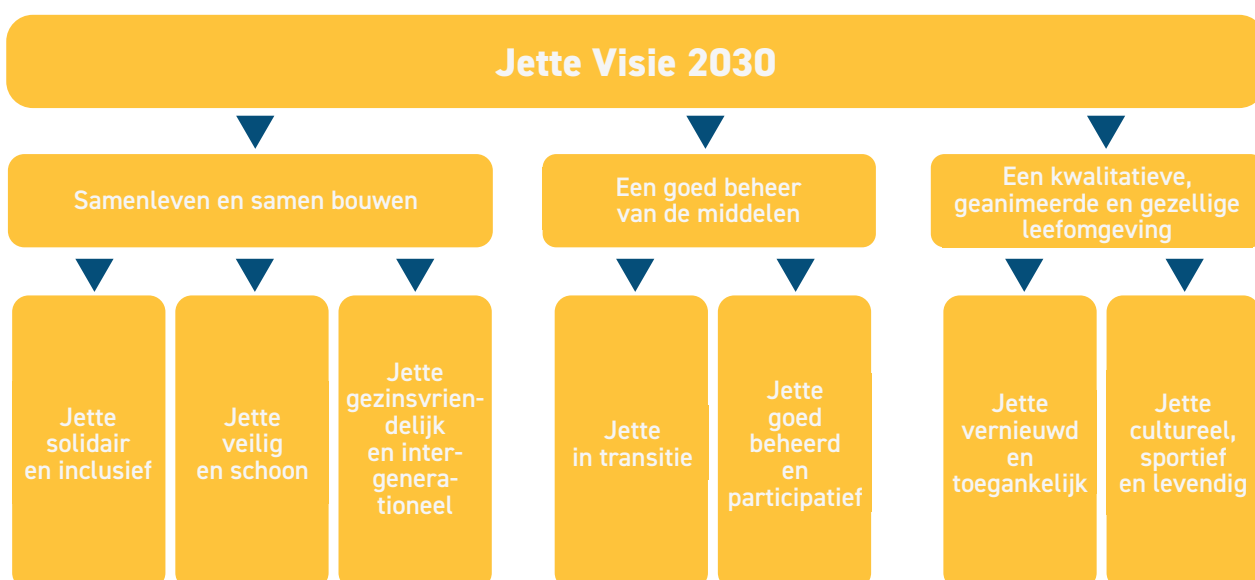 Jette Visie 2030
Samenleven en samen bouwen
Een goed beheer
van de middelen
Een kwalitatieve,
geanimeerde en gezellige
leefomgeving
Jette
solidair
en inclusief
Jette
veilig
en schoon
Jette
gezinsvrien-
delijk
en inter-
genera-
tioneel
Jette
in transitie
Jette
goed
beheerd
en
participatief
Jette
vernieuwd
en
toegankelijk
Jette
cultureel,
sportief
en levendig